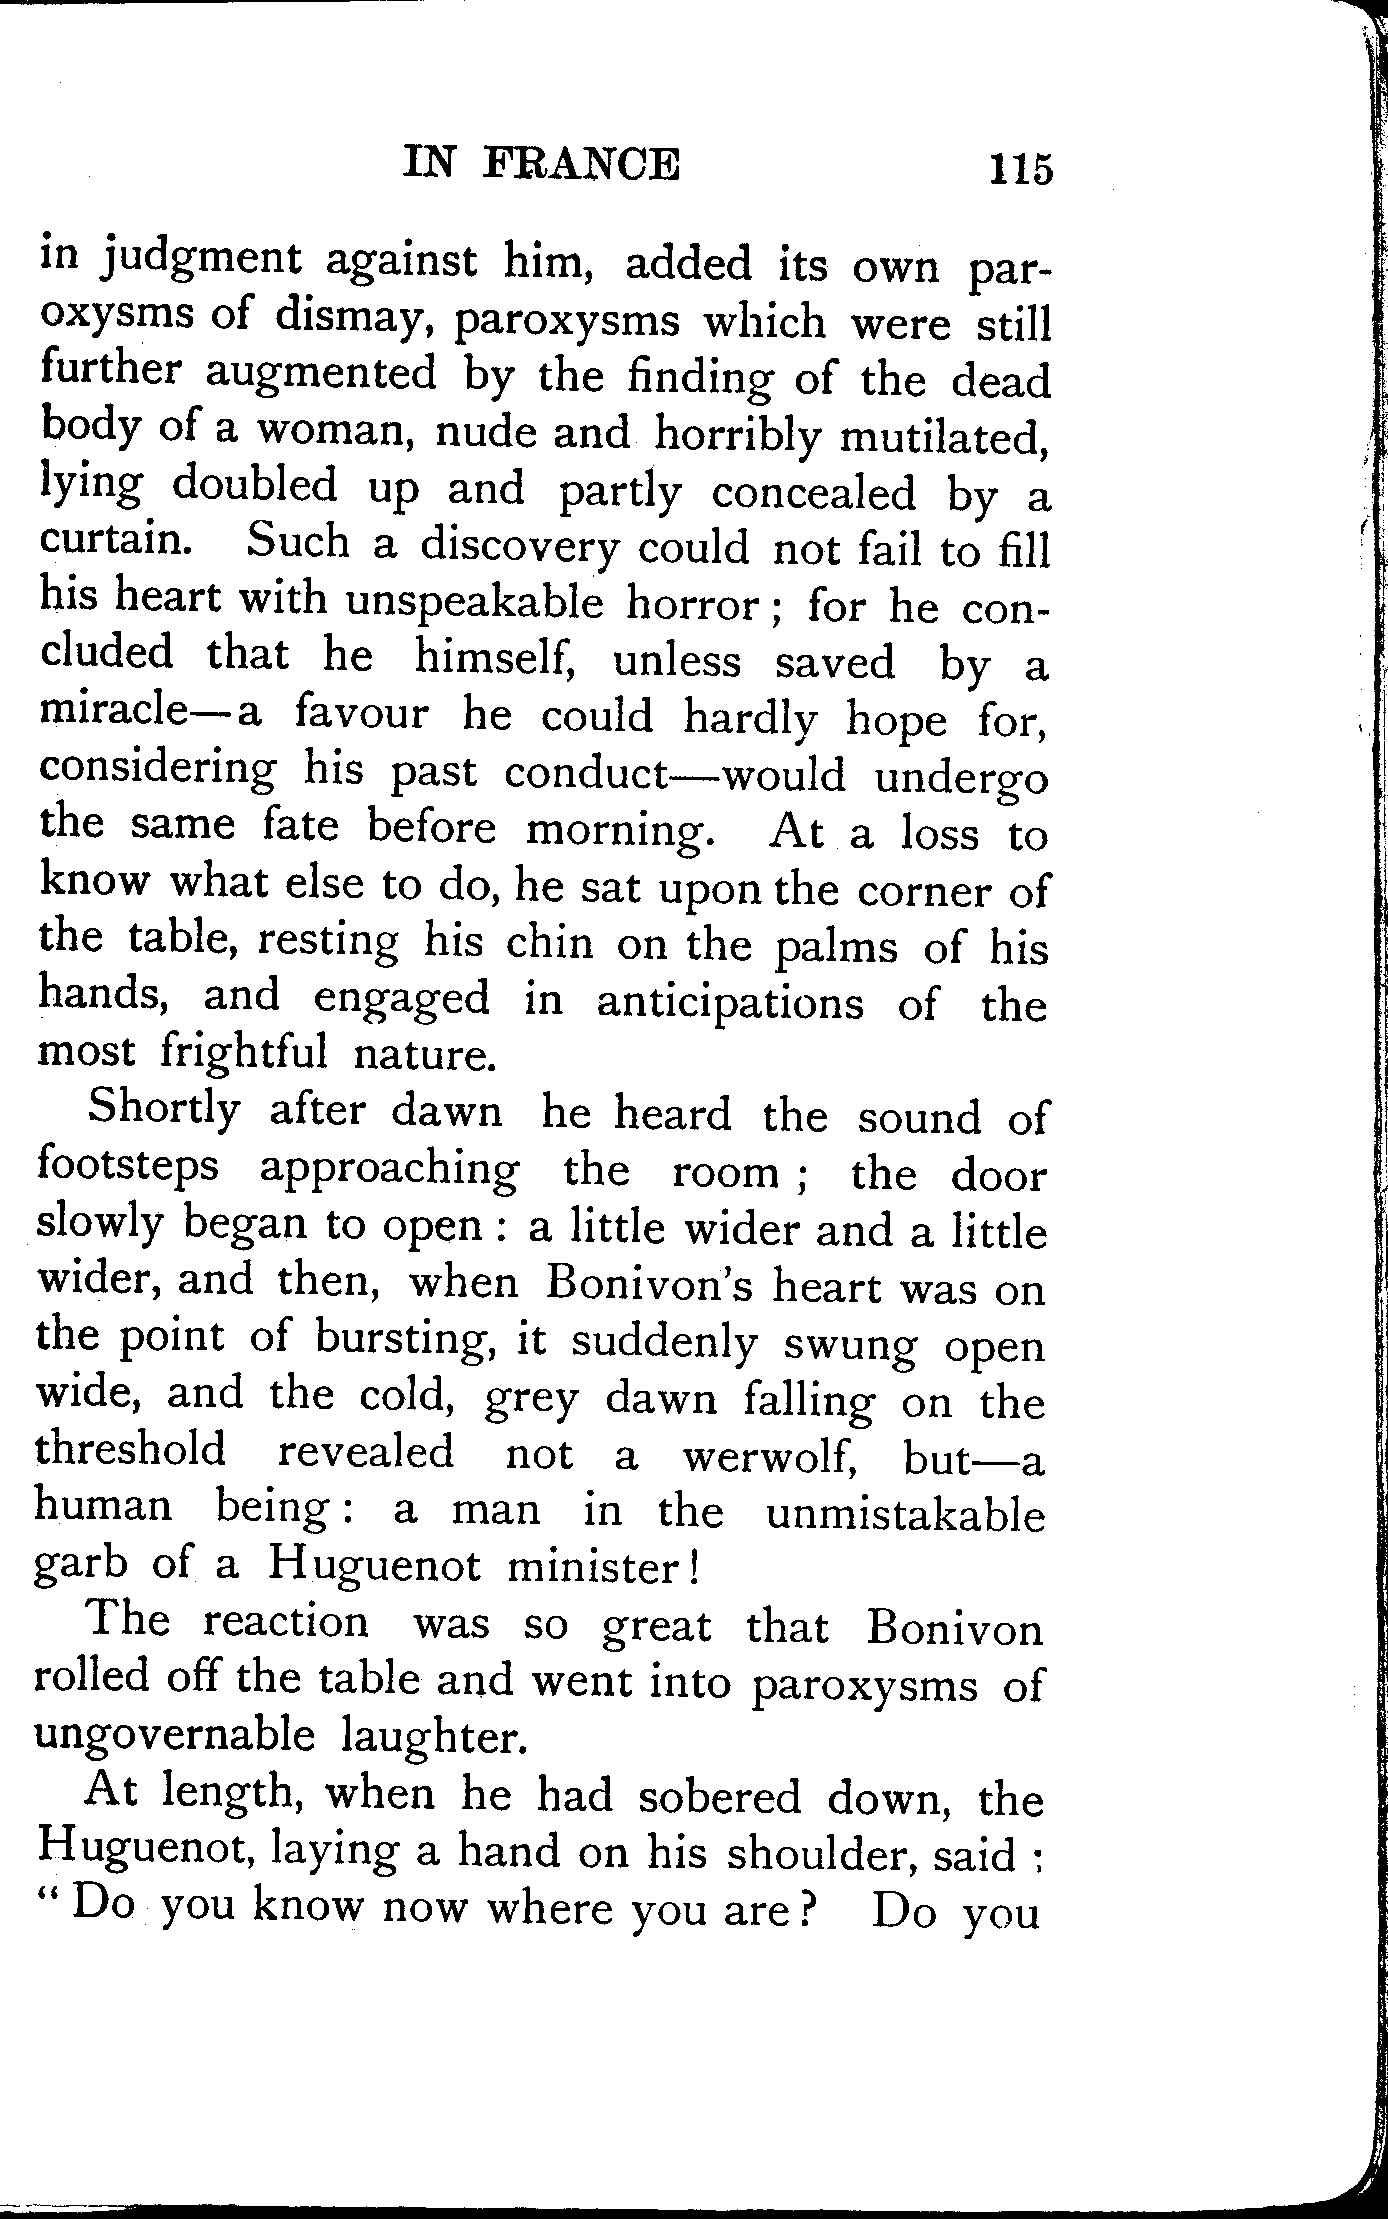 IN FRANCE 115
in judgment against him, added its own par-
oxysms of dismay, paroxysms which were still
further augmented by the finding of the dead
body of a woman, nude and horribly mutilated,
lying doubled up and partly concealed by a
curtain. Such a discovery could not fail to fill
his heart with unspeakable horror ; for he con-
cluded that he himself, unless saved by a
miracle—a favour he could hardly hope for,
considering his past conduct—would undergo
the same fate before morning. At a loss to
know what else to do, he sat upon the corner of
the table, resting his chin on the palms of his
hands, and engaged in anticipations of the
most frightful nature.
Shortly after dawn he heard the sound of
footsteps approaching the room ; the door
slowly began to open : a little wider and a little
wider, and then, when Bonivon's heart was on
the point of bursting, it suddenly swung open
wide, and the cold, grey dawn falling on the
threshold revealed not a werwolf, but—a
human being : a man in the unmistakable
garb of a Huguenot minister !
The reaction was so great that Bonivon
rolled off the table and went into paroxysms of
ungovernable laughter.
At length, when he had sobered down, the
Huguenot, laying a hand on his shoulder, said :
“ Do you know now where you are ? Do you